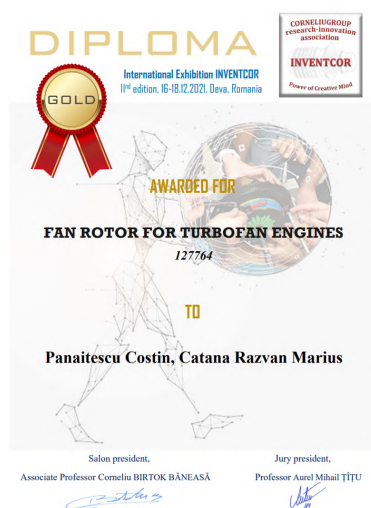 DIPLOMA
CORNELIUGROUP
research-innovation
association
INVENTCOR
Power of Creative Mind
International Exhibition INVENTCOR
IInd edition, 16-18.12.2021, Deva, Romania
GOLD
AWARDED FOR
FAN ROTOR FOR TURBOFAN ENGINES
127764
TO
Panaitescu Costin, Catana Razvan Marius
Salon president,
Jury president,
Associate Professor Corneliu BIRTOK BĂNEASĂ
Professor Aurel Mihail ȚÎȚU